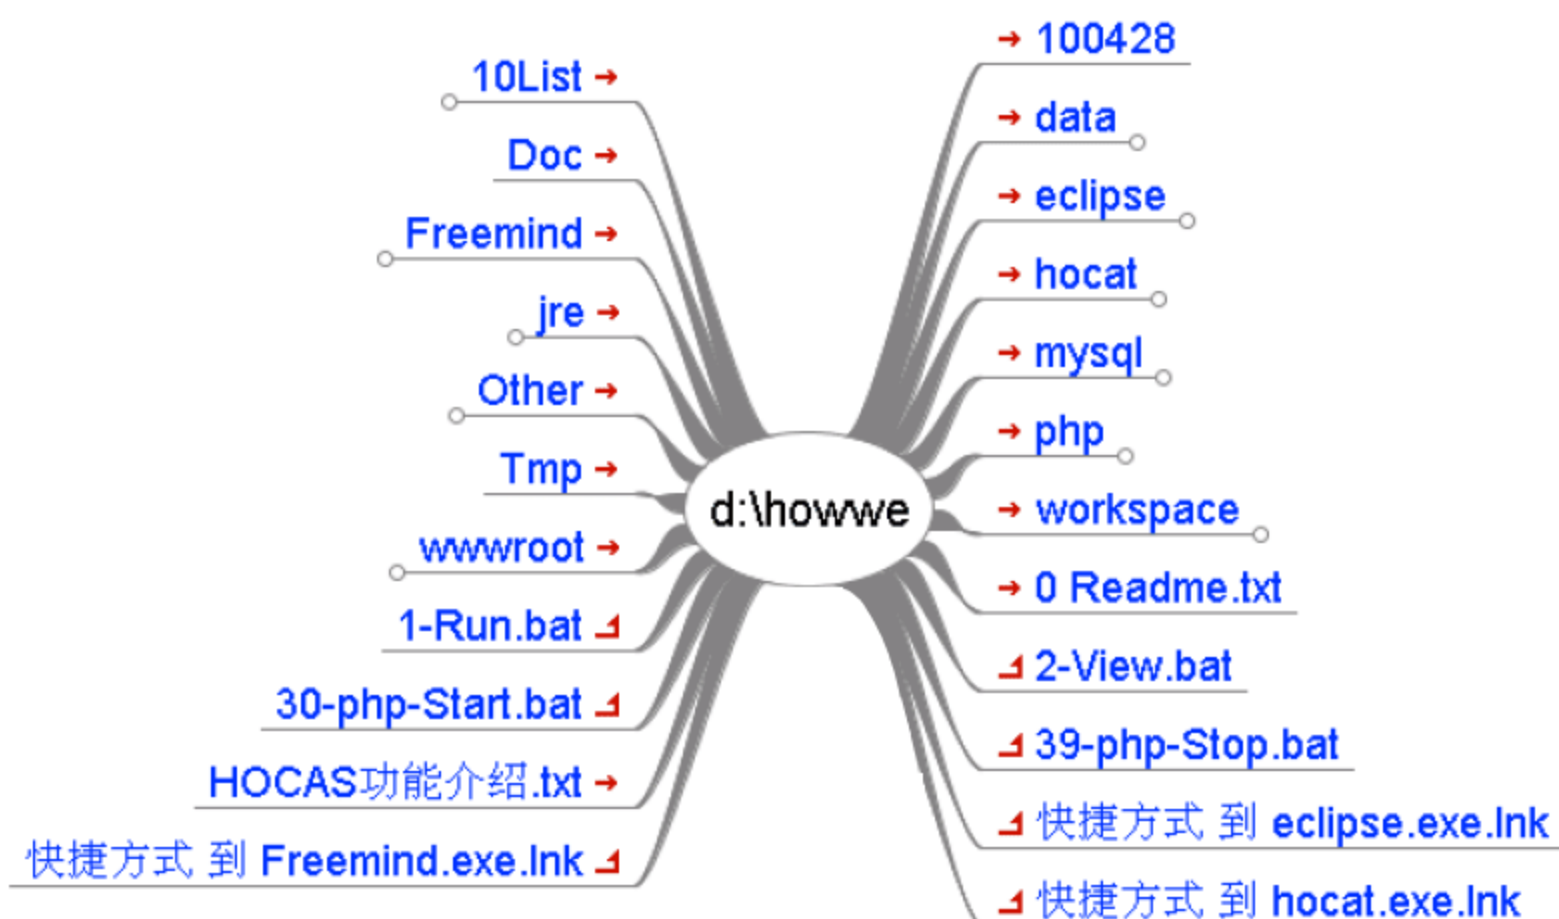 10List
Doc
Freemind
jre
Other
Tmp
wwwroot
1-Run.bat
30-php-Start.bat
HOCAS功能介绍.txt
快捷方式 到 Freemind.exe.lnk
d:\howwe
100428
data
eclipse
hocat
mysql
php
workspace
0 Readme.txt
2-View.bat
39-php-Stop.bat
快捷方式 到 eclipse.exe.lnk
快捷方式 到 hocat.exe.lnk